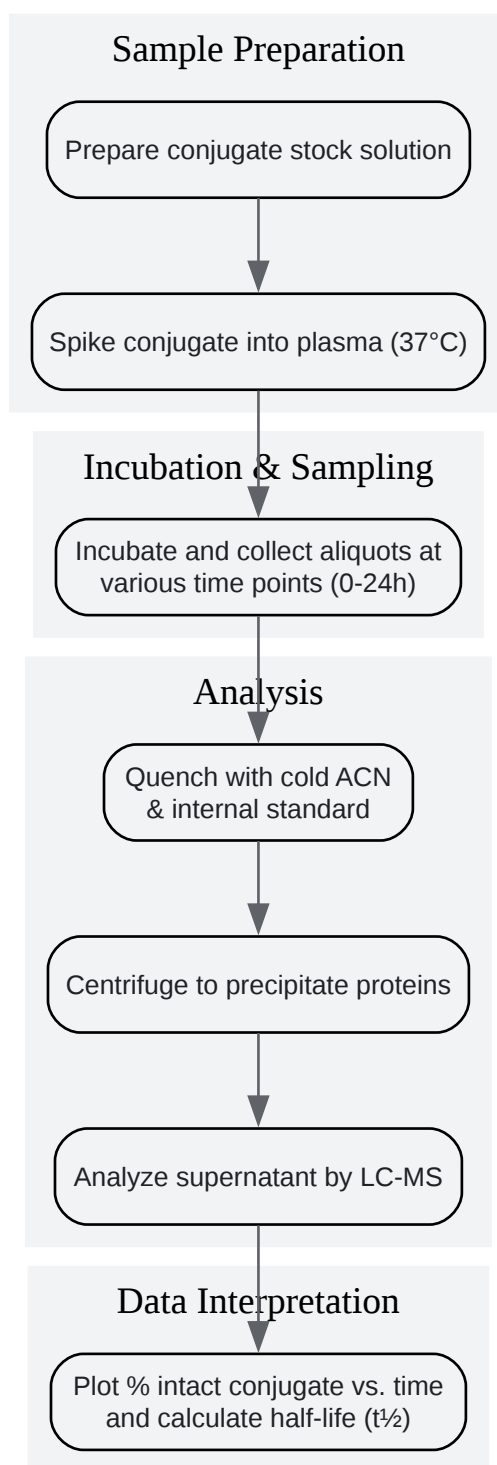 Sample Preparation
Prepare conjugate stock solution
Spike conjugate into plasma (37°C)
Incubation & Sampling
Incubate and collect aliquots at
various time points (0-24h)
Analysis
Quench with cold ACN
& internal standard
Centrifuge to precipitate proteins
Analyze supernatant by LC-MS
Data Interpretation
Plot % intact conjugate vs. time
and calculate half-life (t½)